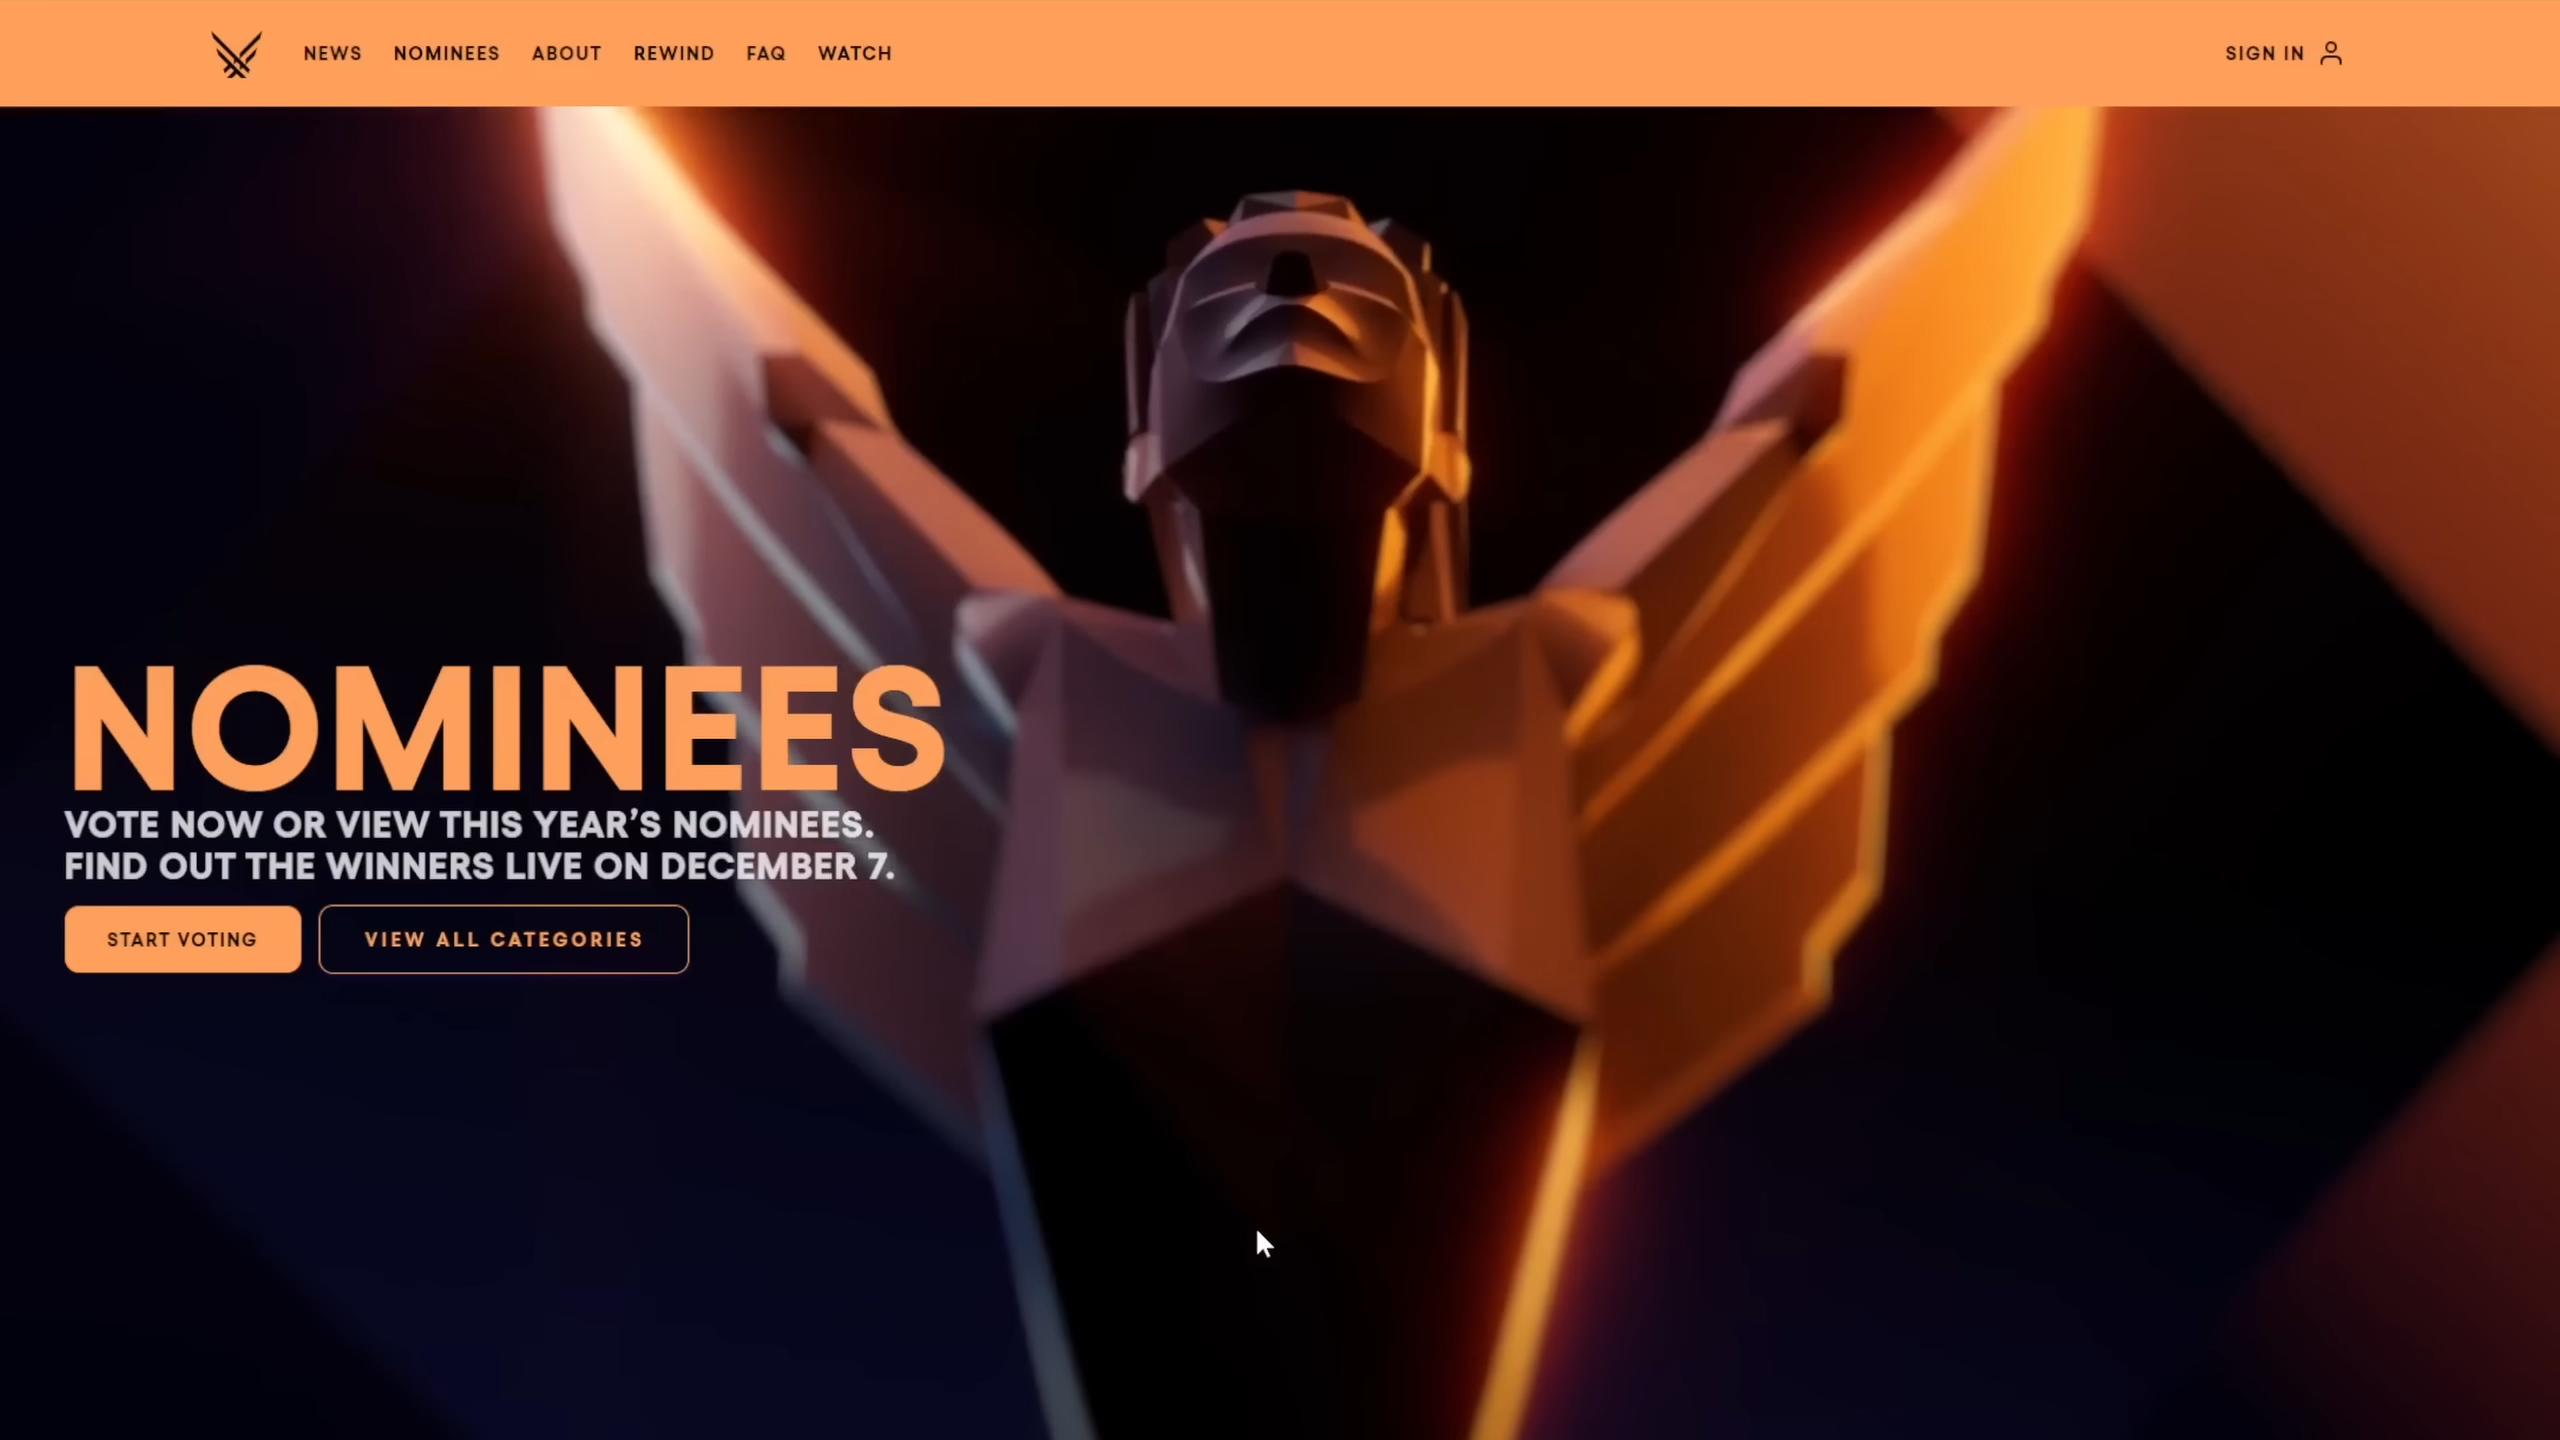 NEWS NOMINEES ABOUT REWIND FAQ WATCH SIGN IN
NOMINEES
VOTE NOW OR VIEW THIS YEAR’S NOMINEES.
FIND OUT THE WINNERS LIVE ON DECEMBER 7.
START VOTING VIEW ALL CATEGORIES